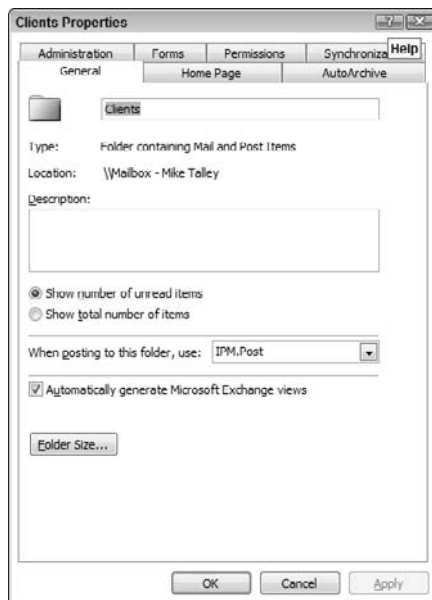 Clients Properties
Administration Forms Permissions Synchroniza
Help
General Home Page AutoArchive
Clients
Type: Folder containing Mail and Post Items
Location: \\Mailbox - Mike Talley
Description:
Show number of unread items
Show total number of items
When posting to this folder, use: IPM.Post
Automatically generate Microsoft Exchange views
Folder Size...
OK Cancel Apply